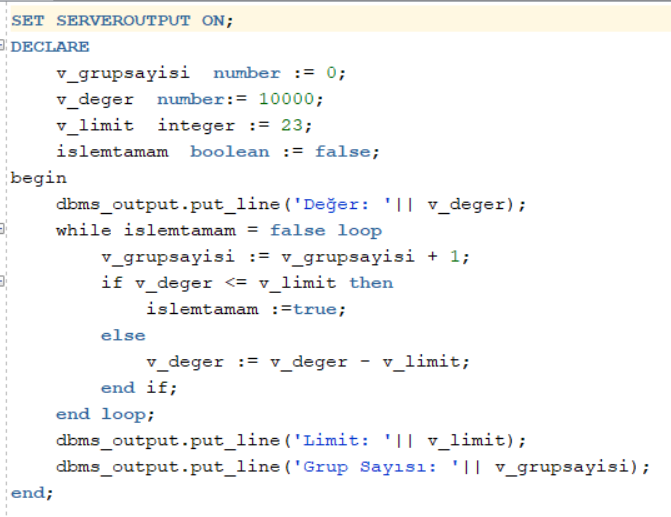 SET SERVEROUTPUT ON;
DECLARE
    v_grupsayisi  number := 0;
    v_deger  number:= 10000;
    v_limit  integer := 23;
    islemtamam  boolean := false;
begin
    dbms_output.put_line('Değer: '|| v_deger);
    while islemtamam = false loop
        v_grupsayisi := v_grupsayisi + 1;
        if v_deger <= v_limit then
            islemtamam :=true;
        else
            v_deger := v_deger - v_limit;
        end if;
    end loop;
    dbms_output.put_line('Limit: '|| v_limit);
    dbms_output.put_line('Grup Sayısı: '|| v_grupsayisi);
end;